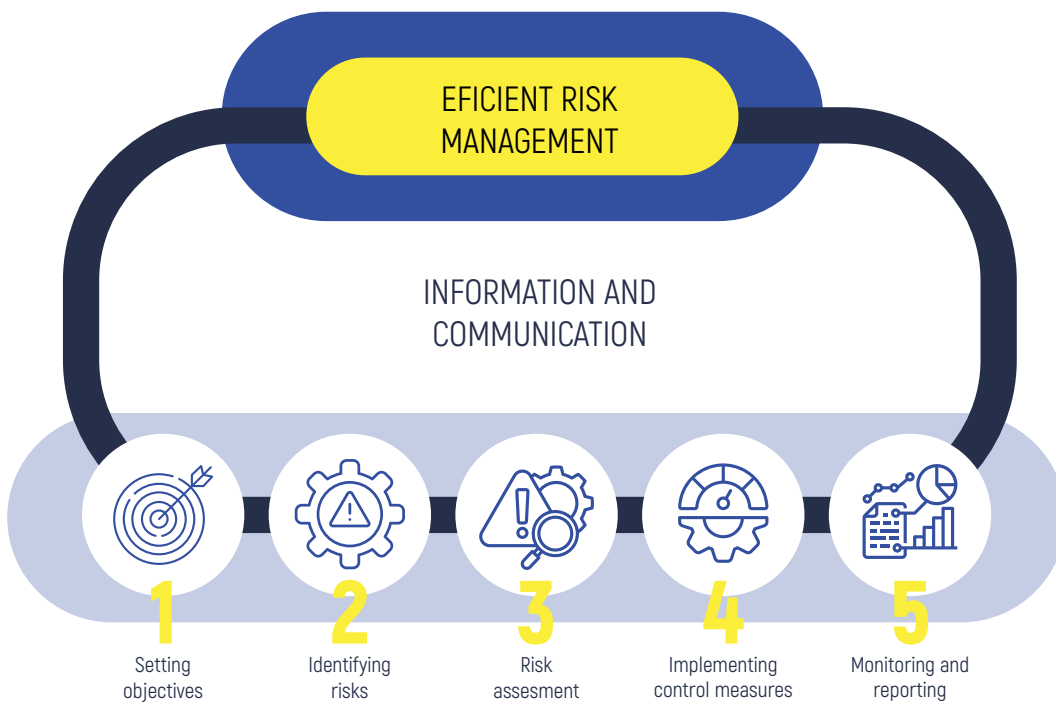 EFICIENT RISK
MANAGEMENT
INFORMATION AND
COMMUNICATION
1
Setting
objectives
2
Identifying
risks
3
Risk
assesment
4
Implementing
control measures
5
Monitoring and
reporting